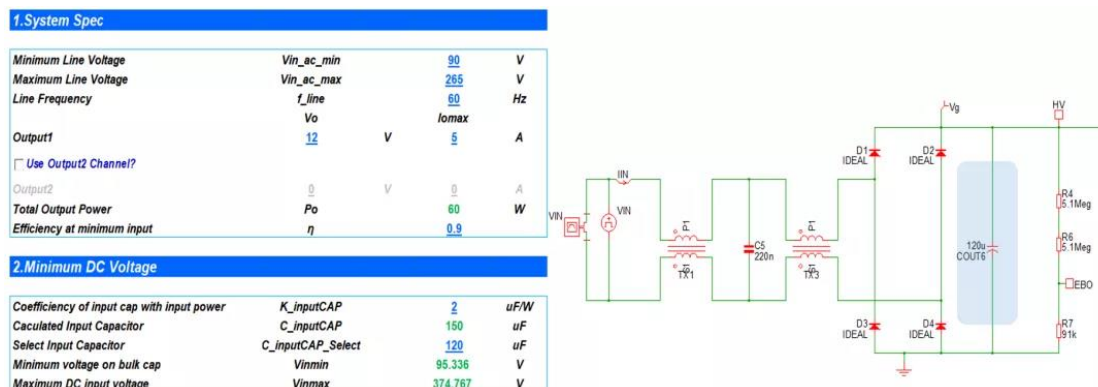 1.System Spec
Minimum Line Voltage Vin_ac_min 90 V
Maximum Line Voltage Vin_ac_max 265 V
Line Frequency f_line 60 Hz
Vo Iomax
Output1 12 V 5 A
Use Output2 Channel?
Output2 0 V 0 A
Total Output Power Po 60 W
Efficiency at minimum input η 0.9
2.Minimum DC Voltage
Coefficiency of input cap with input power K_inputCAP 2 uF/W
Caculated Input Capacitor C_inputCAP 150 uF
Select Input Capacitor C_inputCAP_Select 120 uF
Minimum voltage on bulk cap Vinmin 95.336 V
Maximum DC input voltage Vinmax 374.767 V
Vg
HV
D1
IDEAL
D2
IDEAL
IIN
VIN
VIN
P1
S1
TX1
C5
220n
P1
S1
TX3
120u
COUT6
R4
5.1Meg
R6
5.1Meg
EBO
R7
91k
D3
IDEAL
D4
IDEAL